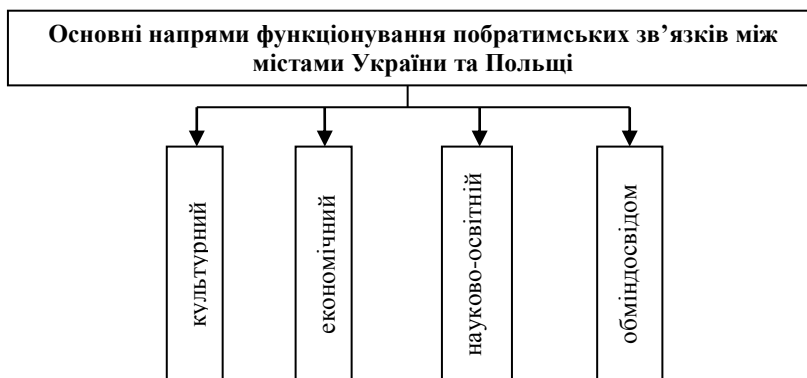 Основні напрями функціонування побратимських зв’язків між
містами України та Польщі
культурний
економічний
науково-освітній
обміндосвідом